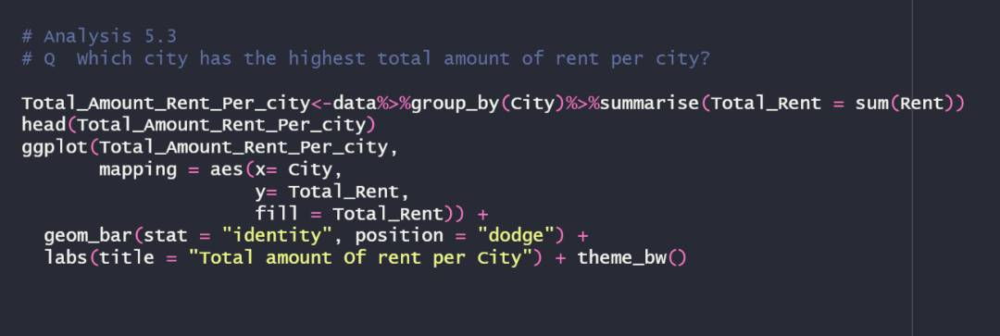 # Analysis 5.3
# Q  Which city has the highest total amount of rent per city?
Total_Amount_Rent_Per_city<-data%>%group_by(City)%>%summarise(Total_Rent = sum(Rent))
head(Total_Amount_Rent_Per_city)
ggplot(Total_Amount_Rent_Per_city,
       mapping = aes(x= City,
                     y= Total_Rent,
                     fill = Total_Rent)) +
  geom_bar(stat = "identity", position = "dodge") +
  labs(title = "Total amount Of rent per City") + theme_bw()